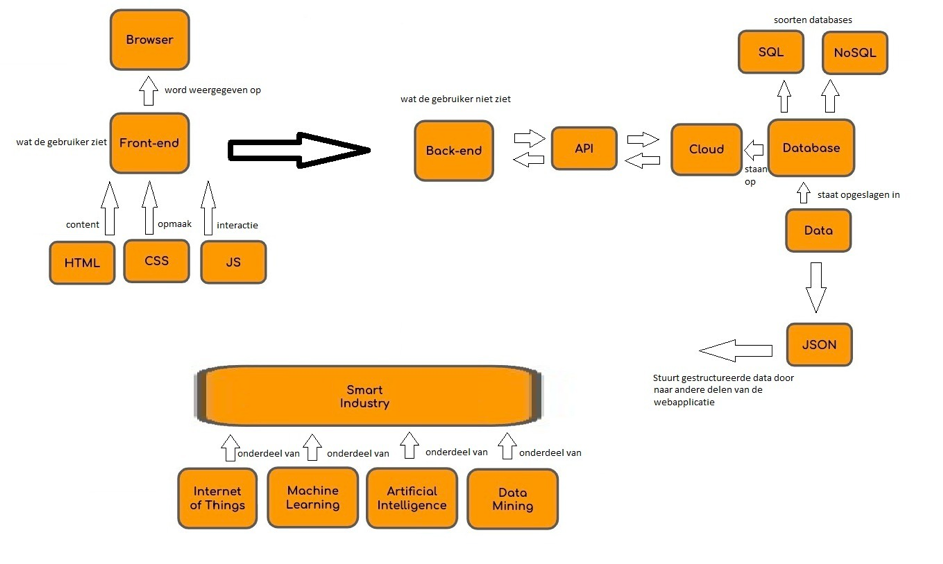 soorten databases
Browser
SQL
NoSQL
word weergegeven op
wat de gebruiker niet ziet
wat de gebruiker ziet
Front-end
Back-end
API
Cloud
Database
staan
op
staat opgeslagen in
content
opmaak
interactie
Data
HTML
CSS
JS
JSON
Stuurt gestructureerde data door
naar andere delen van de
webapplicatie
Smart
Industry
onderdeel van
onderdeel van
onderdeel van
onderdeel van
Internet
of Things
Machine
Learning
Artificial
Intelligence
Data
Mining